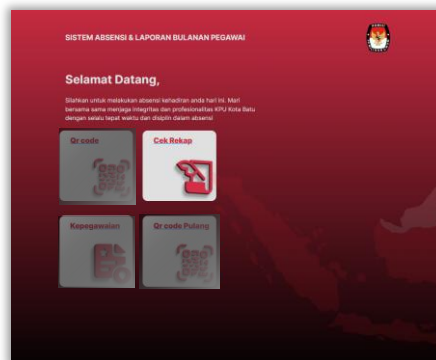 SISTEM ABSENSI & LAPORAN BULANAN PEGAWAI
Selamat Datang,
Silahkan untuk melakukan absensi kehadiran anda hari ini. Mari
bersama sama menjaga integritas dan profesionalitas KPU Kota Batu
dengan selalu tepat waktu dan disiplin dalam absensi
Qr code
Cek Rekap
Kepegawaian
Qr code Pulang